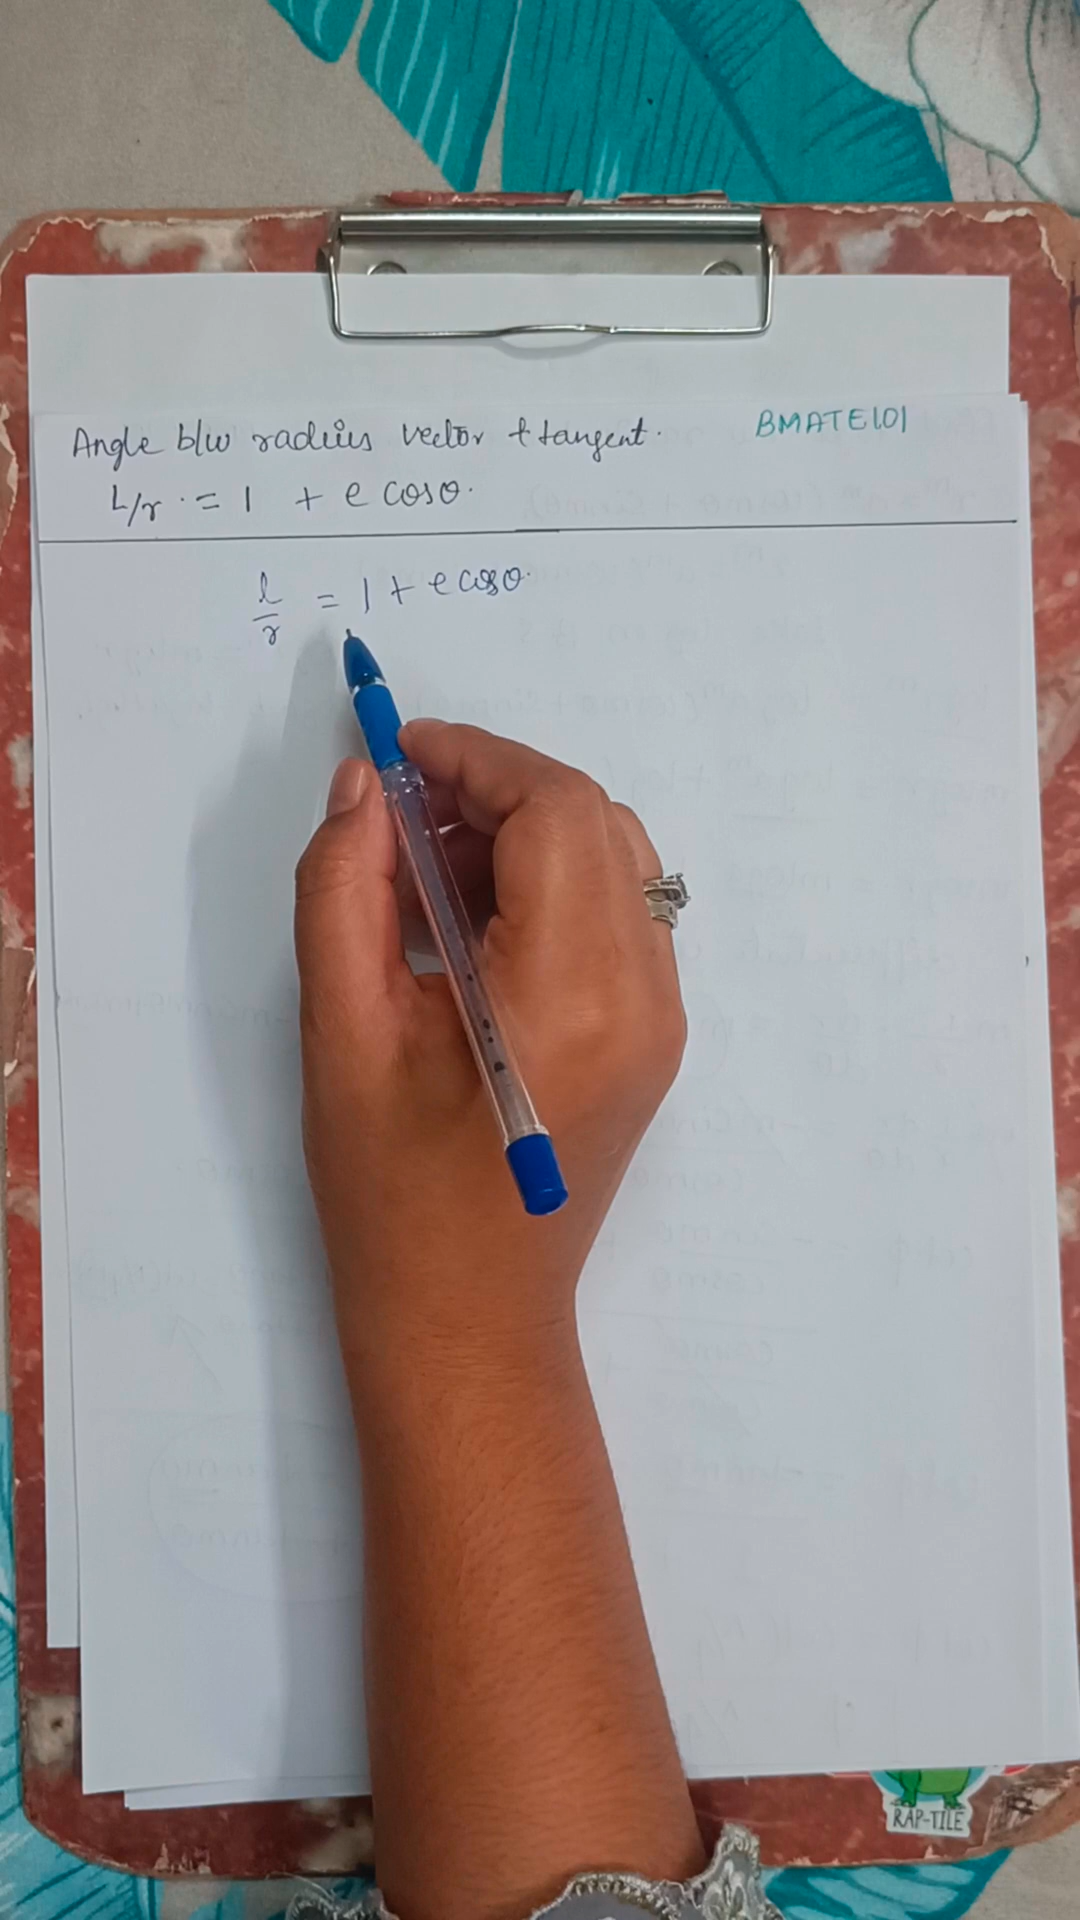 Angle b/w radius vector & tangent. BMATE101
L/r = 1 + e cosθ.
l/r = 1 + e cosθ.
RAP-TILE